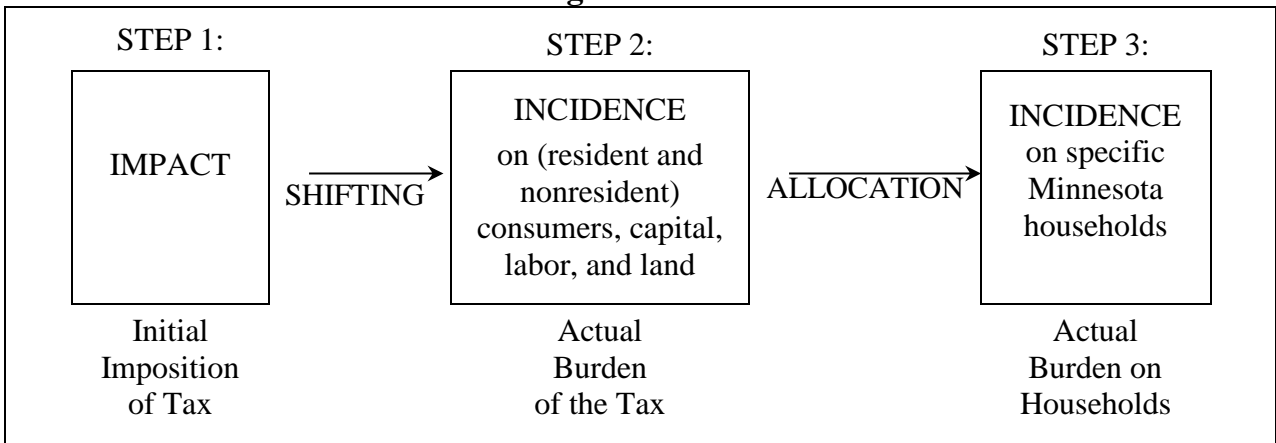 STEP 1:
STEP 2:
STEP 3:
IMPACT
SHIFTING
INCIDENCE
on (resident and
nonresident)
consumers, capital,
labor, and land
ALLOCATION
INCIDENCE
on specific
Minnesota
households
Initial
Imposition
of Tax
Actual
Burden
of the Tax
Actual
Burden on
Households